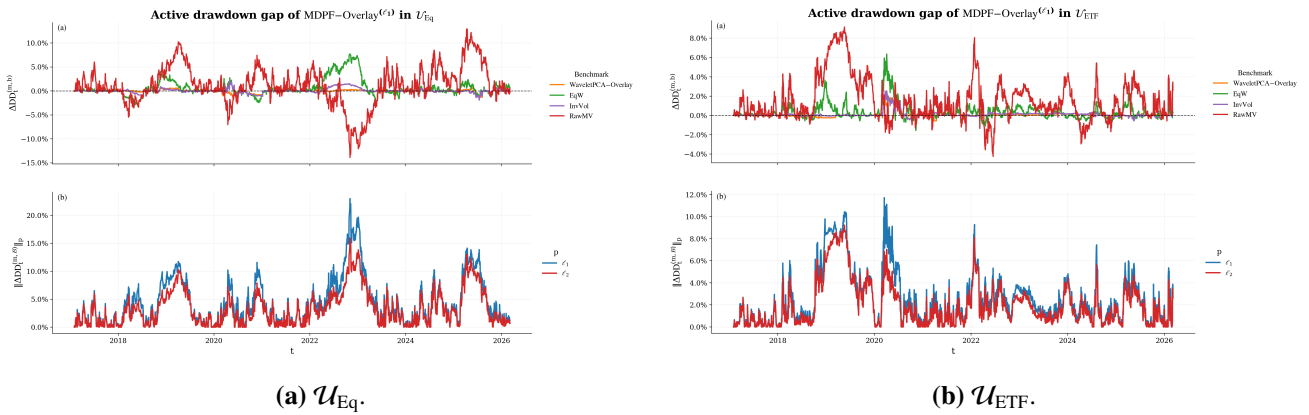 Active drawdown gap of MDPF−Overlay^(ℓ₁) in 𝒰_Eq
(a)
10.0%
5.0%
0.0%
−5.0%
−10.0%
−15.0%
ΔDD_t^(m,b)
Benchmark
WaveletPCA−Overlay
EqW
InvVol
RawMV
(b)
20.0%
15.0%
10.0%
5.0%
0.0%
‖ΔDD_t^(m,ℬ)‖_p
p
ℓ₁
ℓ₂
2018 2020 2022 2024 2026
t
(a) 𝒰_Eq.
Active drawdown gap of MDPF−Overlay^(ℓ₁) in 𝒰_ETF
(a)
8.0%
6.0%
4.0%
2.0%
0.0%
−2.0%
−4.0%
ΔDD_t^(m,b)
Benchmark
WaveletPCA−Overlay
EqW
InvVol
RawMV
(b)
12.0%
10.0%
8.0%
6.0%
4.0%
2.0%
0.0%
‖ΔDD_t^(m,ℬ)‖_p
p
ℓ₁
ℓ₂
2018 2020 2022 2024 2026
t
(b) 𝒰_ETF.